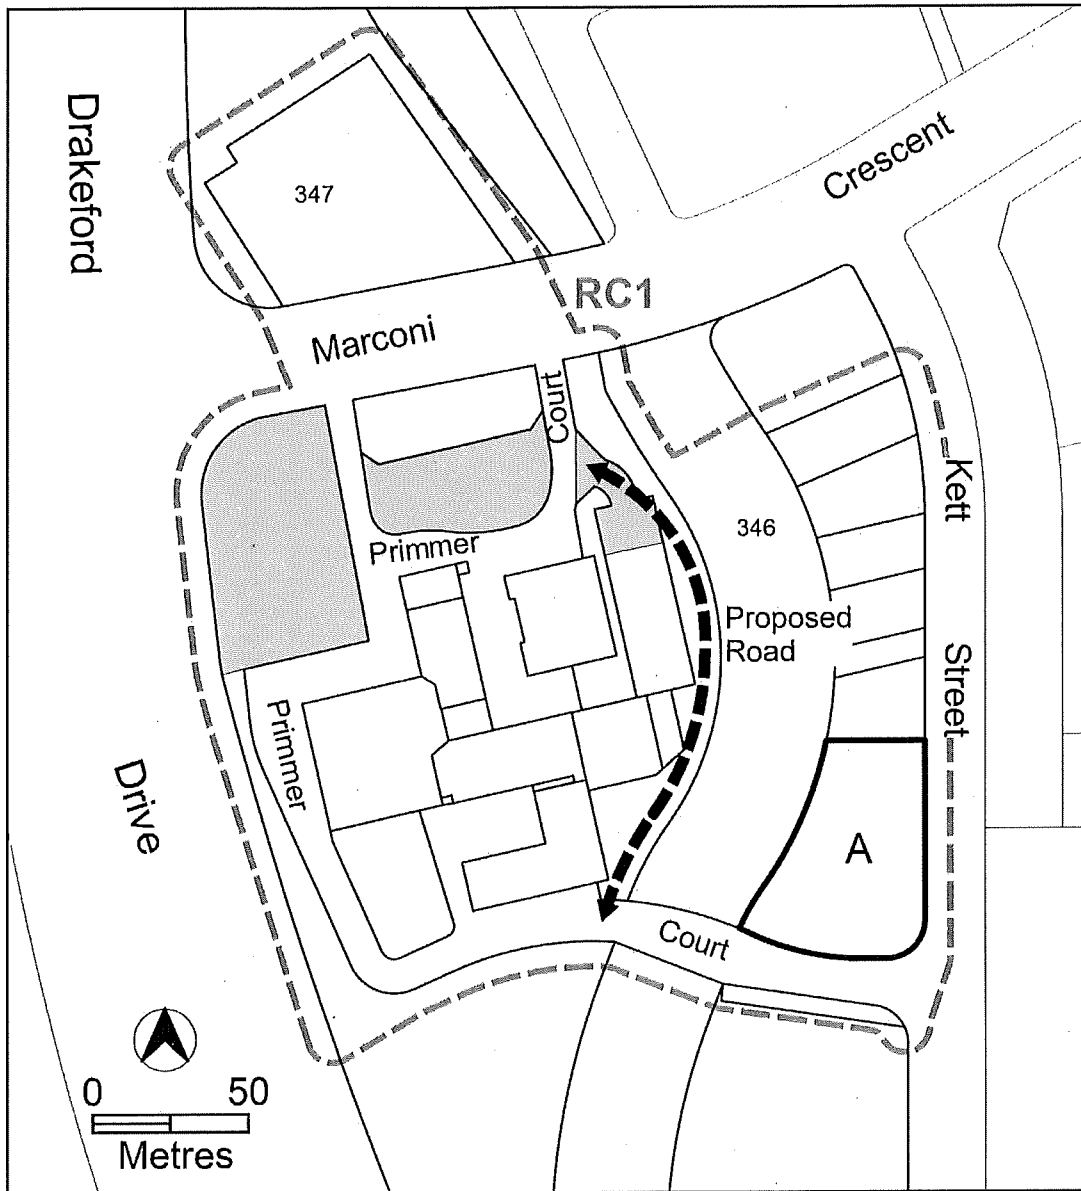 Drakeford
347
Crescent
RC1
Marconi
Court
Kett
346
Primmer
Proposed
Road
Street
Primmer
Drive
A
Court
0 50
Metres